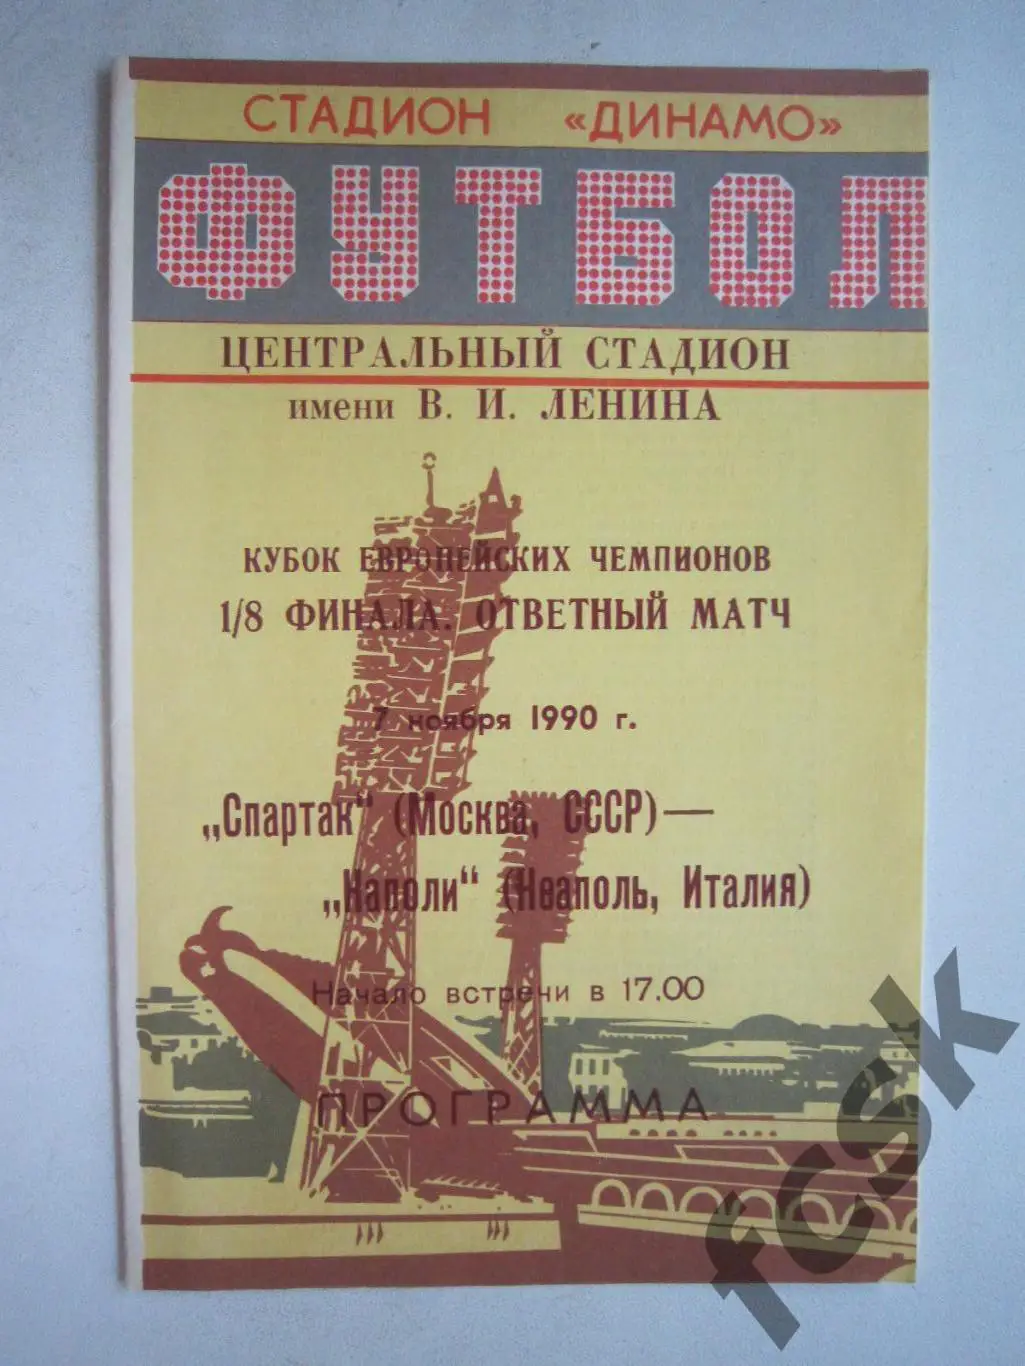 СТАДИОН «ДИНАМО»
ФУТБОЛ
ЦЕНТРАЛЬНЫЙ СТАДИОН
имени В. И. ЛЕНИНА
КУБОК ЕВРОПЕЙСКИХ ЧЕМПИОНОВ
1/8 ФИНАЛА. ОТВЕТНЫЙ МАТЧ
7 ноября 1990 г.
„Спартак“ (Москва, СССР)—
„Наполи“ (Неаполь, Италия)
Начало встречи в 17.00
ПРОГРАММА
fcsk